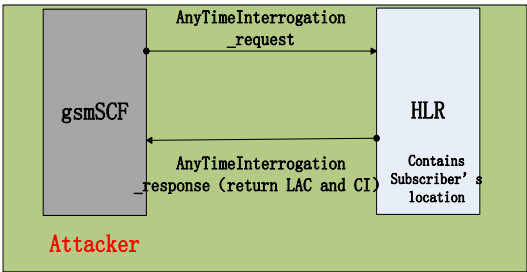 AnyTimeInterrogation
_request
gsmSCF
HLR
AnyTimeInterrogation
_response（return LAC and CI）
Contains
Subscriber’s
location
Attacker